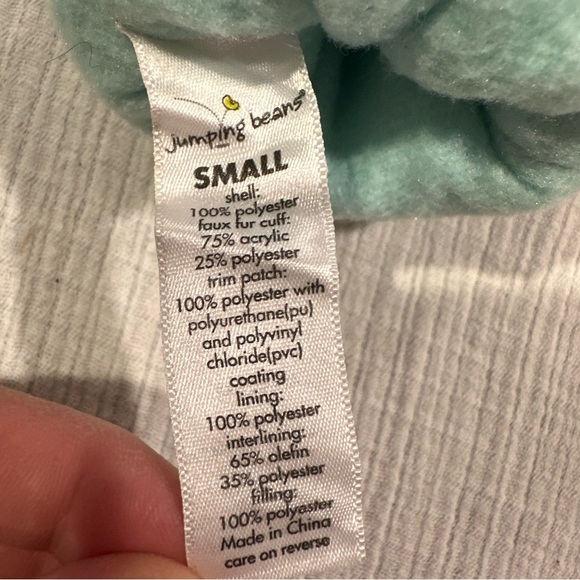 jumping beans®
SMALL
shell:
100% polyester
faux fur cuff:
75% acrylic
25% polyester
trim patch:
100% polyester with
polyurethane(pu)
and polyvinyl
chloride(pvc)
coating
lining:
100% polyester
interlining:
65% olefin
35% polyester
filling:
100% polyester
Made in China
care on reverse